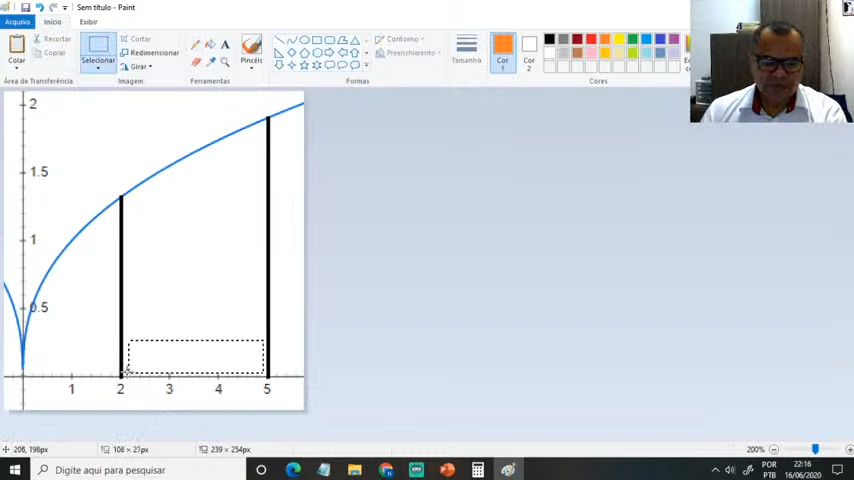 Sem título - Paint
Arquivo Início Exibir
Colar
Recortar
Copiar
Área de Transferência
Selecionar
Cortar
Redimensionar
Girar
Imagem
A
Ferramentas
Pincéis
Contorno
Preenchimento
Formas
Tamanho
Cor 1
Cor 2
Cores
2
1.5
1
0.5
1 2 3 4 5
208, 198px 108 × 27px 239 × 254px 200%
Digite aqui para pesquisar
POR
PTB
22:16
16/06/2020